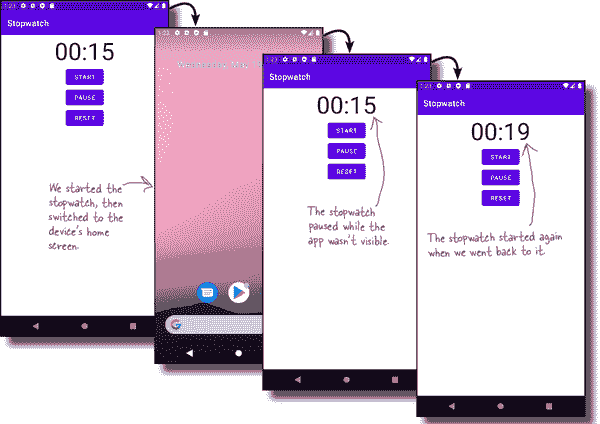 Stopwatch
00:15
START
PAUSE
RESET
We started the
stopwatch, then
switched to the
device's home
screen.
Stopwatch
00:15
START
PAUSE
RESET
The stopwatch
paused while the
app wasn't visible.
Stopwatch
00:19
START
PAUSE
RESET
The stopwatch started again
when we went back to it.